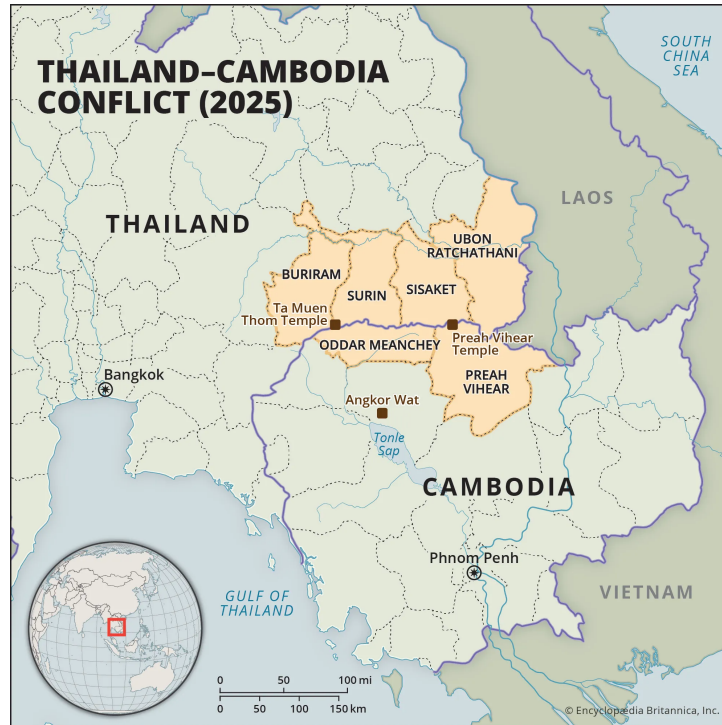 THAILAND–CAMBODIA
CONFLICT (2025)
SOUTH
CHINA
SEA
LAOS
THAILAND
UBON
RATCHATHANI
BURIRAM
SURIN
SISAKET
Ta Muen
Thom Temple
Preah Vihear
Temple
ODDAR MEANCHEY
PREAH
VIHEAR
Bangkok
Angkor Wat
Tonle
Sap
CAMBODIA
Phnom Penh
GULF OF
THAILAND
VIETNAM
0 50 100 mi
0 50 100 150 km
© Encyclopædia Britannica, Inc.